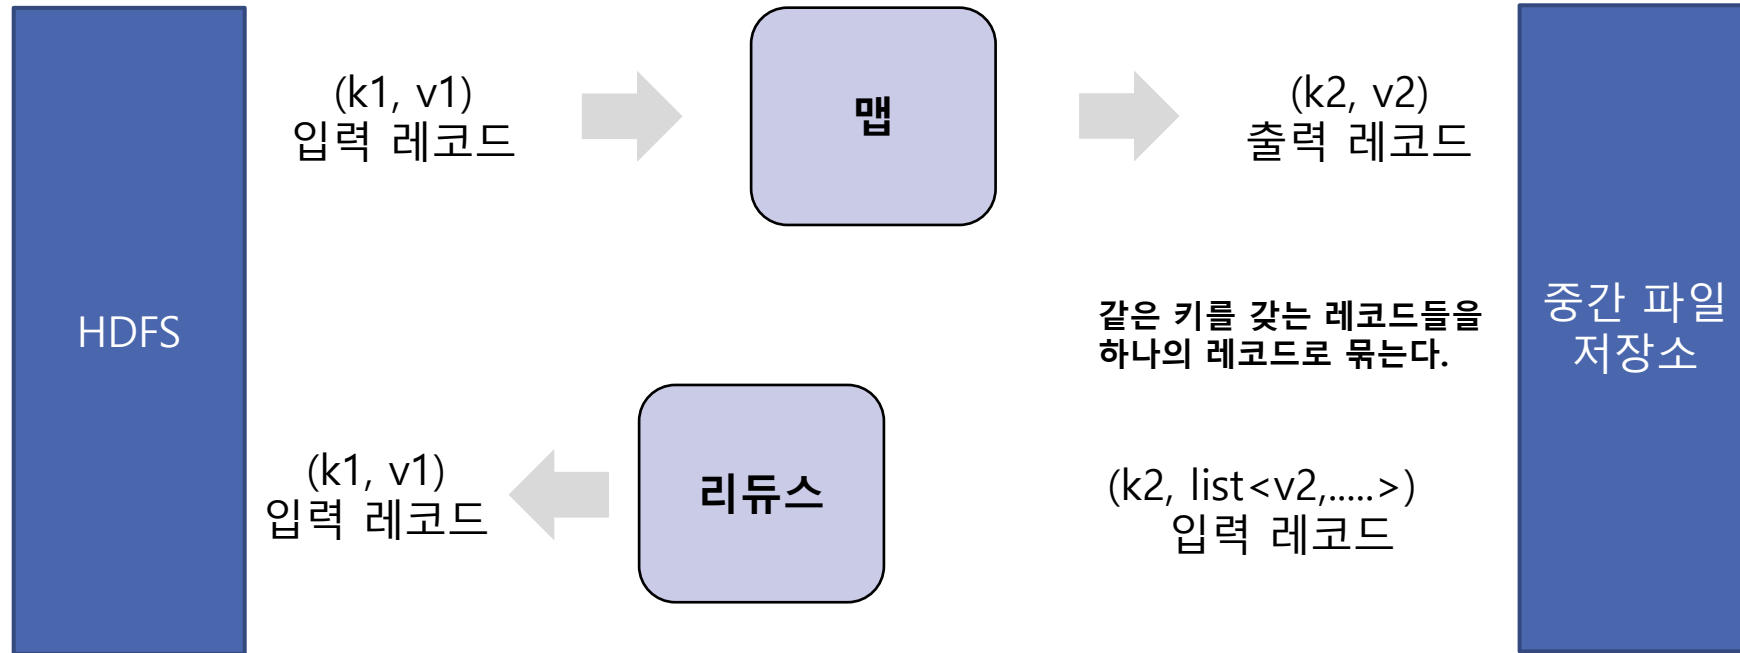 HDFS
(k1, v1)
입력 레코드
맵
(k2, v2)
출력 레코드
같은 키를 갖는 레코드들을
하나의 레코드로 묶는다.
중간 파일
저장소
(k1, v1)
입력 레코드
리듀스
(k2, list<v2,.....>)
입력 레코드